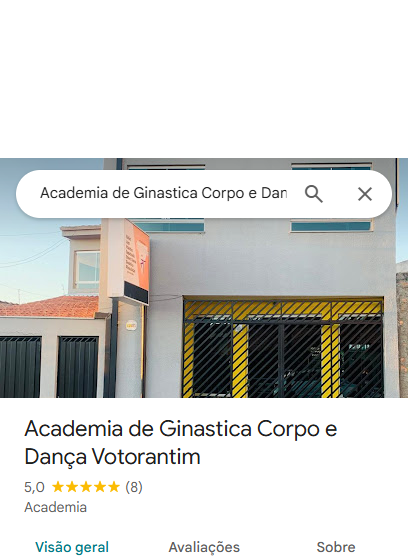 Academia de Ginastica Corpo e Dan
Academia de Ginastica Corpo e
Dança Votorantim
5,0 ★★★★★ (8)
Academia
Visão geral Avaliações Sobre